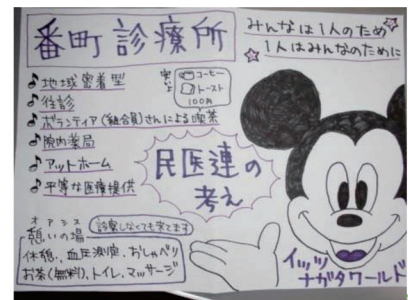 番町診療所
みんなは1人のため
1人はみんなのために
♪地域密着型
♪往診
安いよ
コーヒー
トースト
100円
♪ボランティア(組合員)さんによる喫茶
♪院内薬局
♪アットホーム
♪平等な医療提供
民医連の
考え
オアシス
憩いの場
診察しなくても来てます
休憩、血圧測定、おしゃべり
お茶(無料)、トイレ、マッサージ
イッツ
ナガタワールド